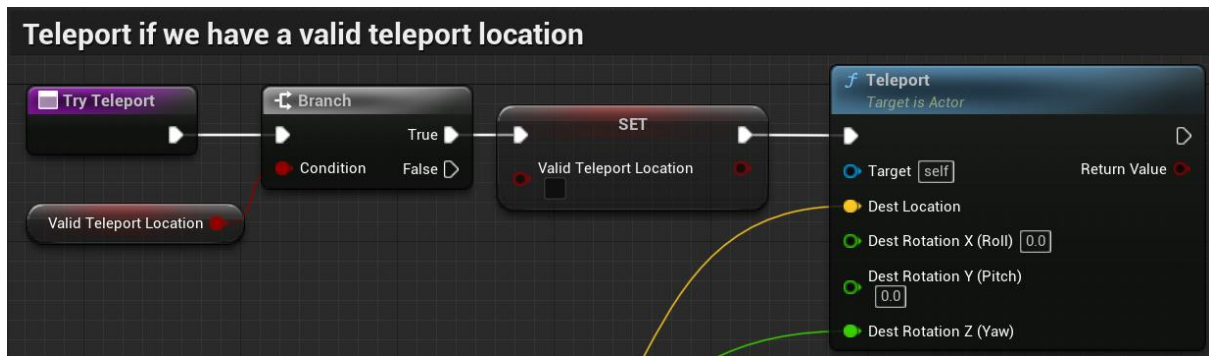 Teleport if we have a valid teleport location
Try Teleport
Branch
True
Condition
False
Valid Teleport Location
SET
Valid Teleport Location
f Teleport
Target is Actor
Target self
Return Value
Dest Location
Dest Rotation X (Roll) 0.0
Dest Rotation Y (Pitch)
0.0
Dest Rotation Z (Yaw)